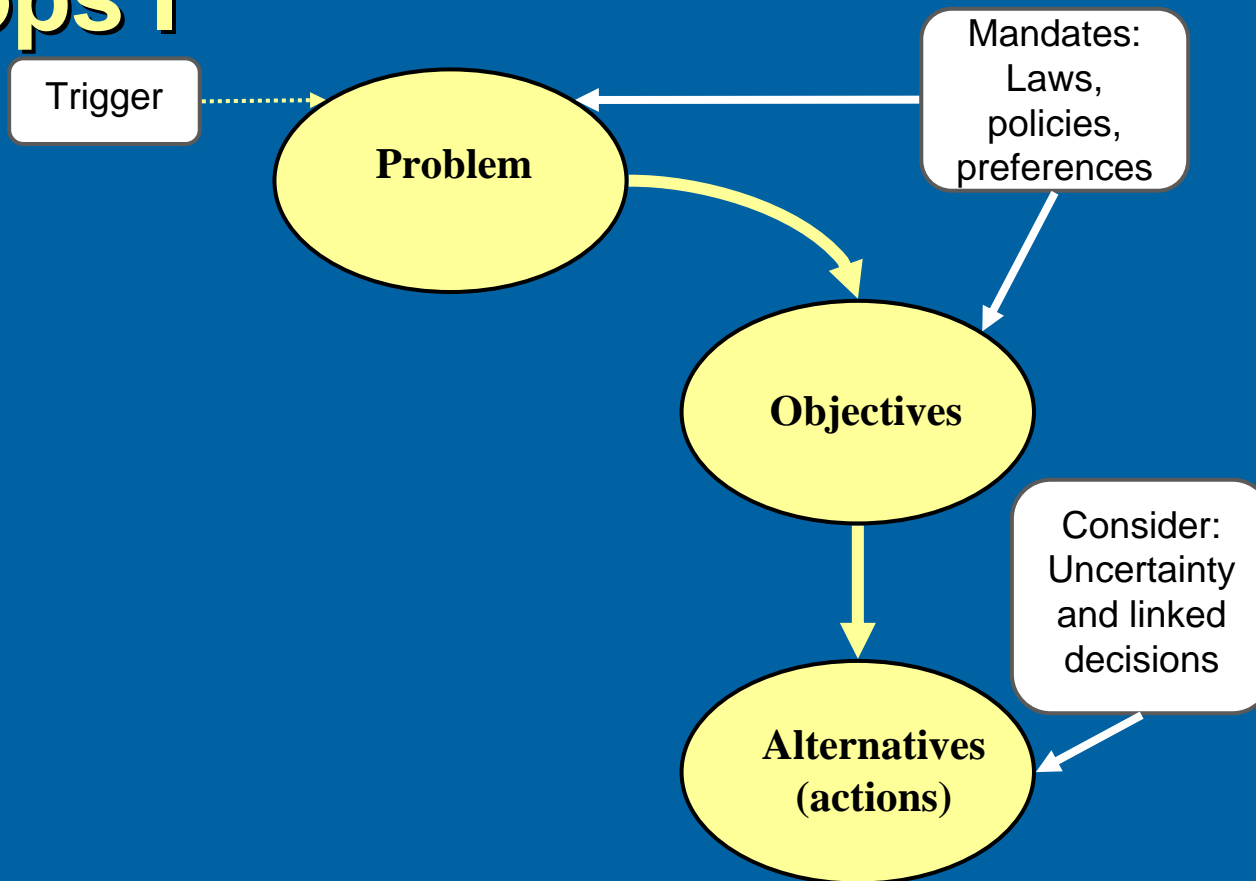 Trigger
Mandates:
Laws,
policies,
preferences
Problem
Objectives
Consider:
Uncertainty
and linked
decisions
Alternatives
(actions)